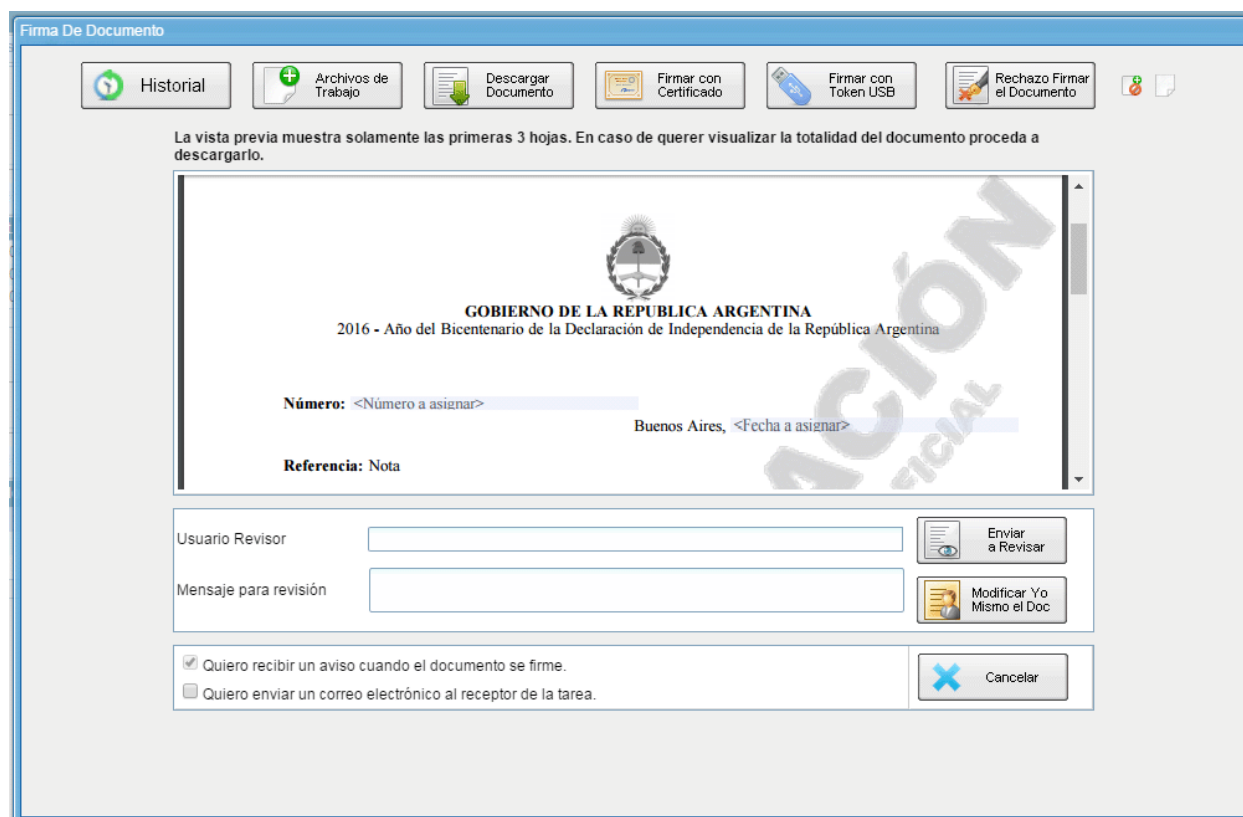 Firma De Documento
Historial
Archivos de
Trabajo
Descargar
Documento
Firmar con
Certificado
Firmar con
Token USB
Rechazo Firmar
el Documento
La vista previa muestra solamente las primeras 3 hojas. En caso de querer visualizar la totalidad del documento proceda a
descargarlo.
GOBIERNO DE LA REPUBLICA ARGENTINA
2016 - Año del Bicentenario de la Declaración de Independencia de la República Argentina
Número: <Número a asignar>
Buenos Aires, <Fecha a asignar>
Referencia: Nota
ACIÓN
FICIAL
Usuario Revisor
Enviar
a Revisar
Mensaje para revisión
Modificar Yo
Mismo el Doc
Quiero recibir un aviso cuando el documento se firme.
Quiero enviar un correo electrónico al receptor de la tarea.
Cancelar